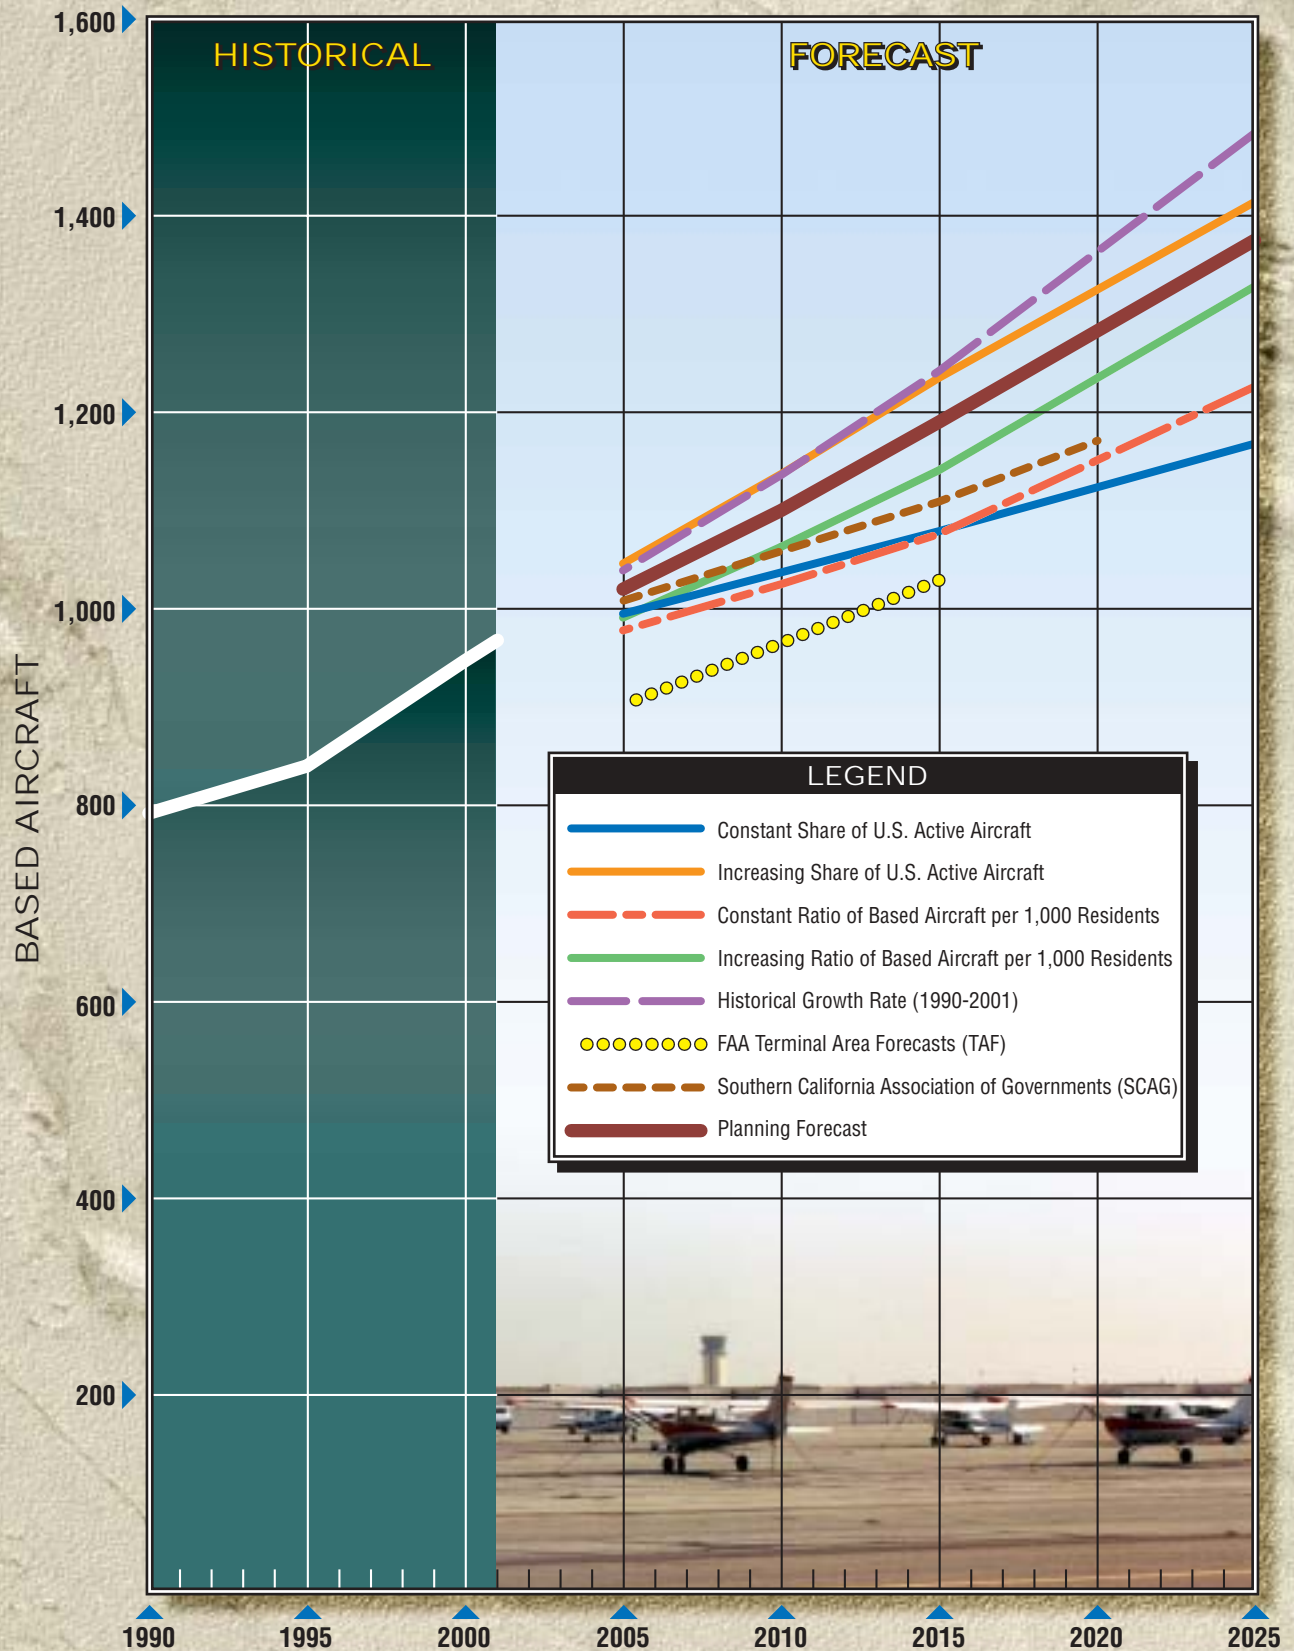 HISTORICAL
FORECAST
1,600
1,400
1,200
1,000
800
600
400
200
BASED AIRCRAFT
LEGEND
Constant Share of U.S. Active Aircraft
Increasing Share of U.S. Active Aircraft
Constant Ratio of Based Aircraft per 1,000 Residents
Increasing Ratio of Based Aircraft per 1,000 Residents
Historical Growth Rate (1990-2001)
FAA Terminal Area Forecasts (TAF)
Southern California Association of Governments (SCAG)
Planning Forecast
1990 1995 2000 2005 2010 2015 2020 2025